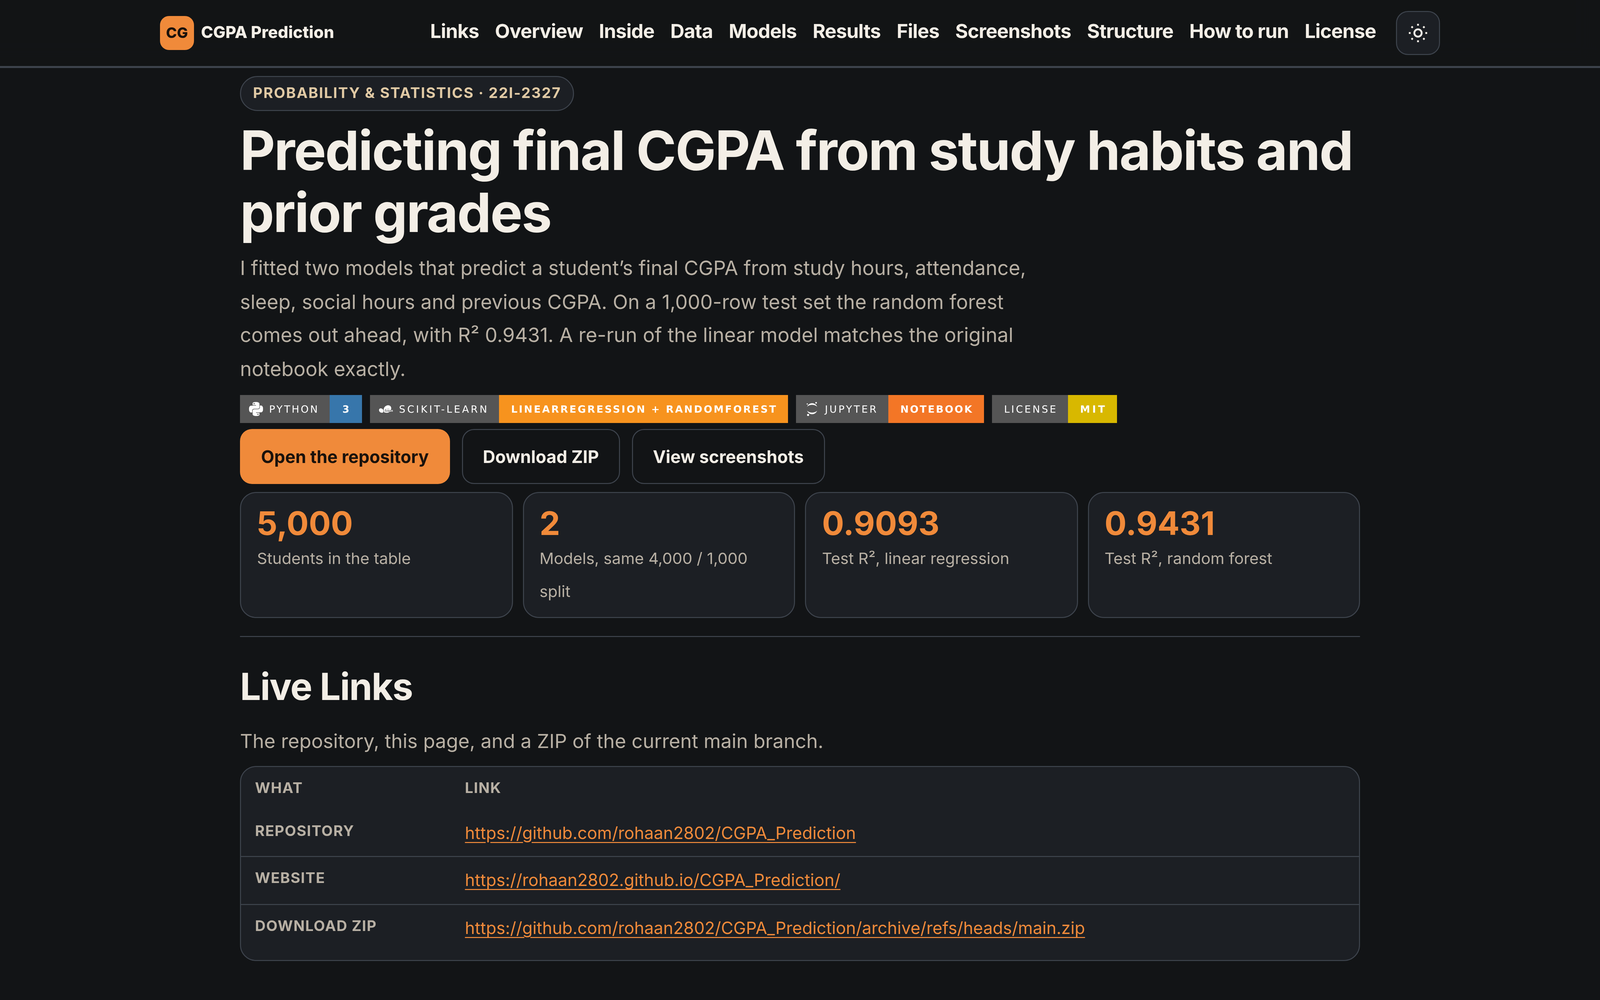 CG CGPA Prediction Links Overview Inside Data Models Results Files Screenshots Structure How to run License
PROBABILITY & STATISTICS · 22I-2327
Predicting final CGPA from study habits and
prior grades
I fitted two models that predict a student’s final CGPA from study hours, attendance,
sleep, social hours and previous CGPA. On a 1,000-row test set the random forest
comes out ahead, with R² 0.9431. A re-run of the linear model matches the original
notebook exactly.
PYTHON 3 SCIKIT-LEARN LINEARREGRESSION + RANDOMFOREST JUPYTER NOTEBOOK LICENSE MIT
Open the repository Download ZIP View screenshots
5,000
Students in the table
2
Models, same 4,000 / 1,000
split
0.9093
Test R², linear regression
0.9431
Test R², random forest
Live Links
The repository, this page, and a ZIP of the current main branch.
WHAT LINK
REPOSITORY https://github.com/rohaan2802/CGPA_Prediction
WEBSITE https://rohaan2802.github.io/CGPA_Prediction/
DOWNLOAD ZIP https://github.com/rohaan2802/CGPA_Prediction/archive/refs/heads/main.zip